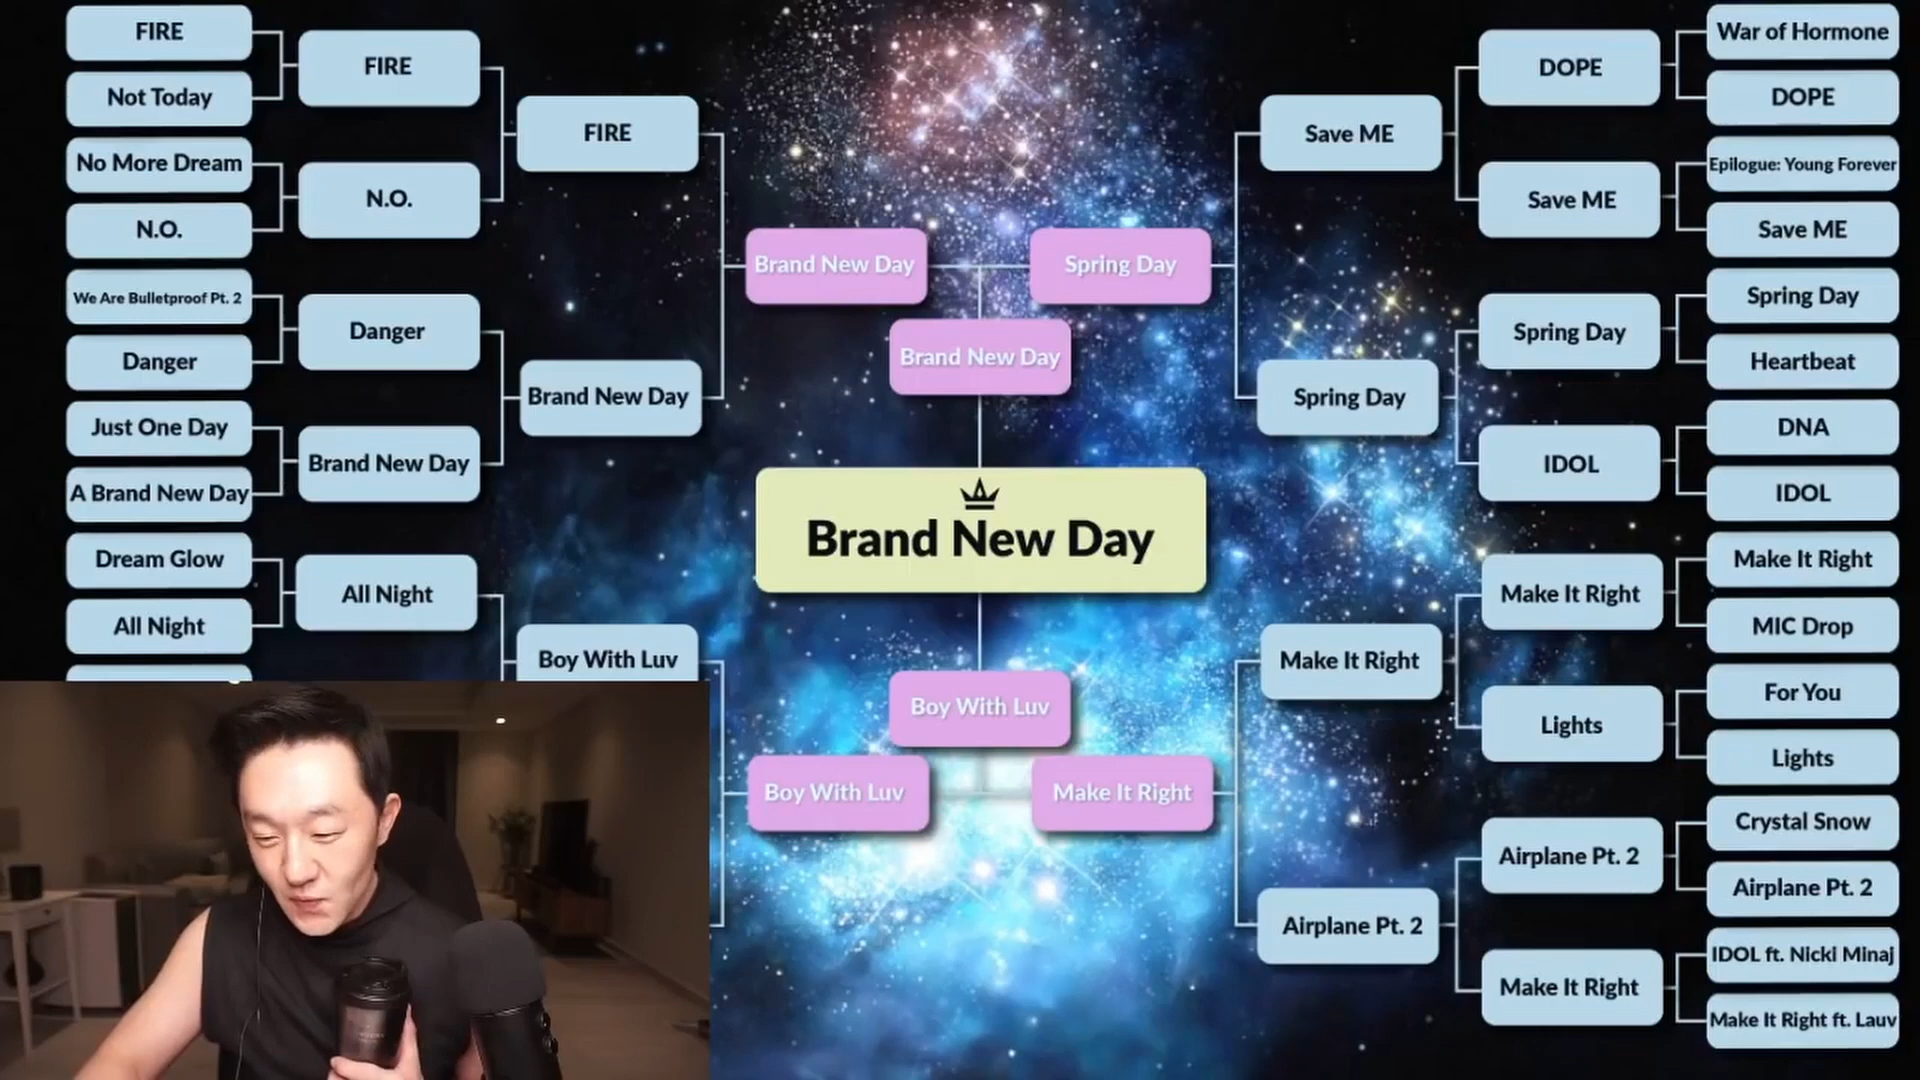 FIRE
Not Today
No More Dream
N.O.
We Are Bulletproof Pt. 2
Danger
Just One Day
A Brand New Day
Dream Glow
All Night
FIRE
N.O.
Danger
Brand New Day
All Night
FIRE
Brand New Day
Boy With Luv
Brand New Day
Spring Day
Brand New Day
Brand New Day
Boy With Luv
Boy With Luv
Make It Right
Save ME
Spring Day
Make It Right
Airplane Pt. 2
DOPE
Save ME
Spring Day
IDOL
Make It Right
Lights
Airplane Pt. 2
Make It Right
War of Hormone
DOPE
Epilogue: Young Forever
Save ME
Spring Day
Heartbeat
DNA
IDOL
Make It Right
MIC Drop
For You
Lights
Crystal Snow
Airplane Pt. 2
IDOL ft. Nicki Minaj
Make It Right ft. Lauv